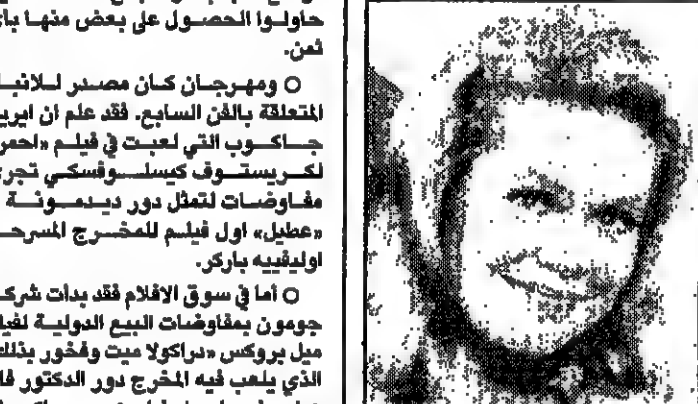 حاولوا الحصول على بعض منها بأي
ثمن.
○ ومهرجان كان مصدر للانبا
المتعلقة بالفن السابع. فقد علم ان ايري
جاكوب التي لعبت في فيلم «احمر
لكريستوف كيسلوفسكي تجر
مفاوضات لتمثل دور ديدمونة
«عطيل» اول فيلم للمخرج المسرح
اوليفييه باركر.
○ أما في سوق الافلام فقد بدأت شرك
جومون بمفاوضات البيع الدولية لفيل
ميل بروكس «دراكولا ميت وفخور بذلك
الذي يلعب فيه المخرج دور الدكتور فا